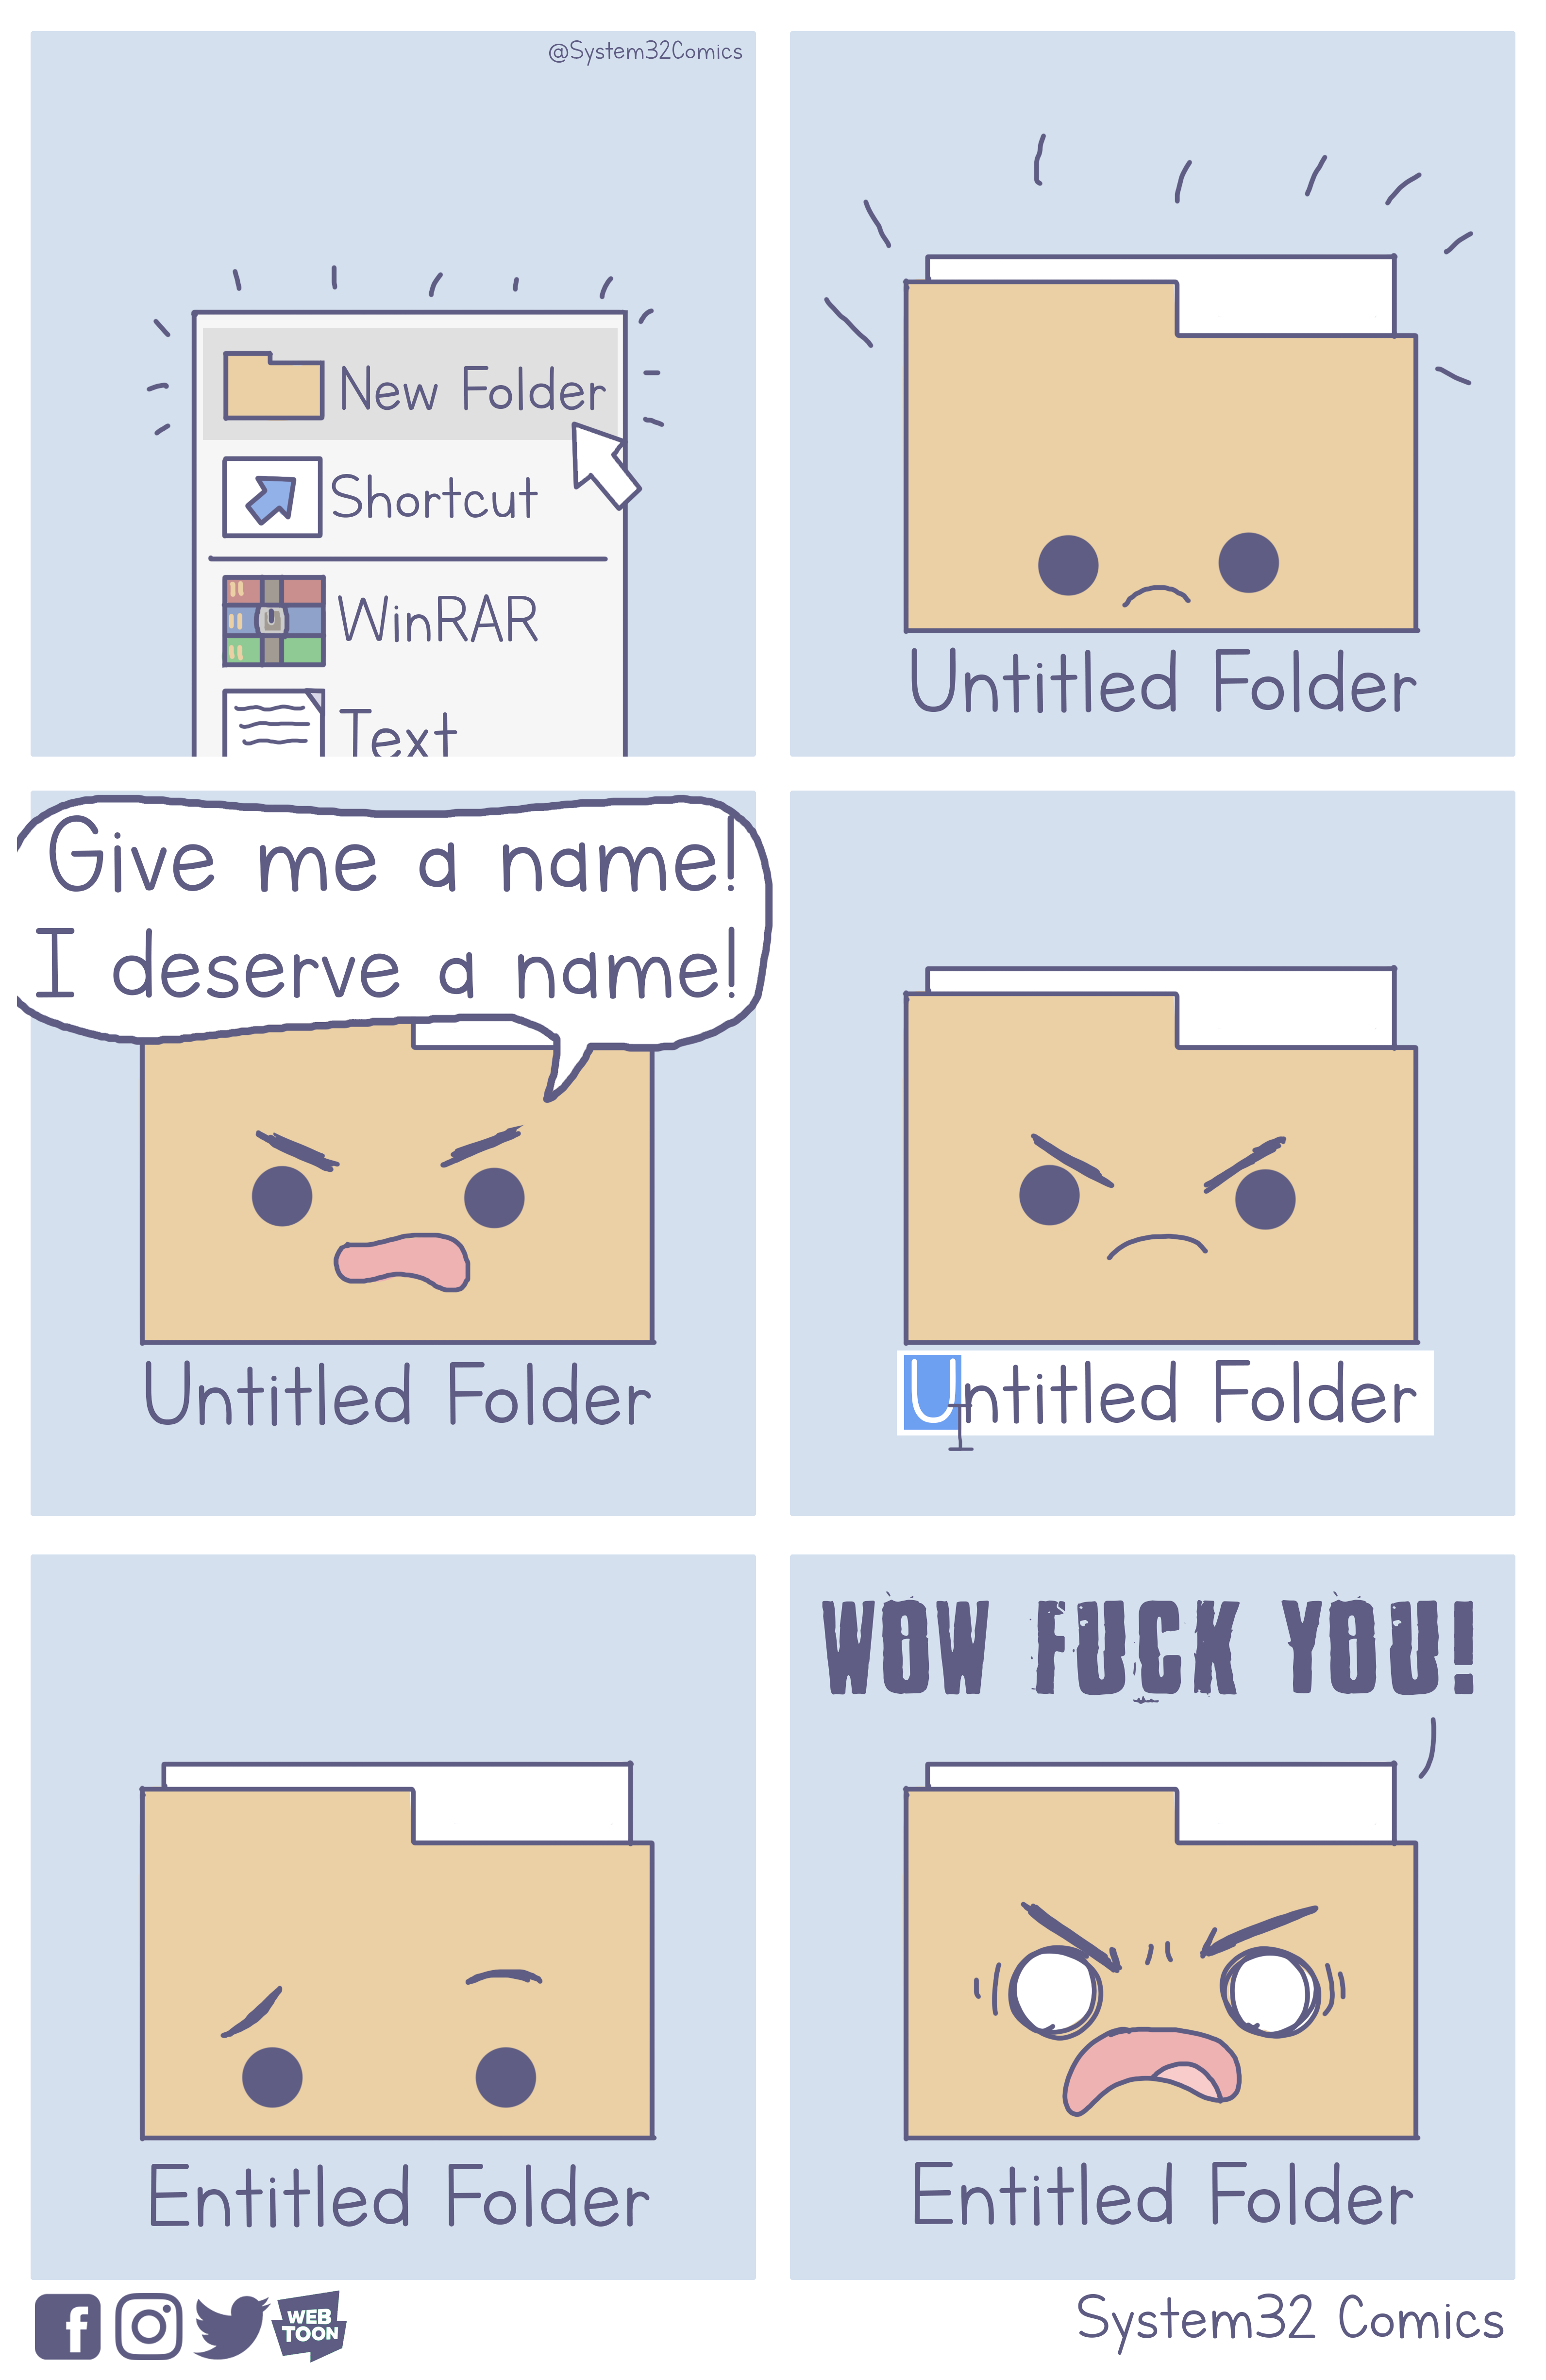 @System32Comics
New Folder
Shortcut
WinRAR
Text
Untitled Folder
Give me a name!
I deserve a name!
Untitled Folder
Untitled Folder
Entitled Folder
WOW FUCK YOU!
Entitled Folder
f
WEB
TOON
System32 Comics